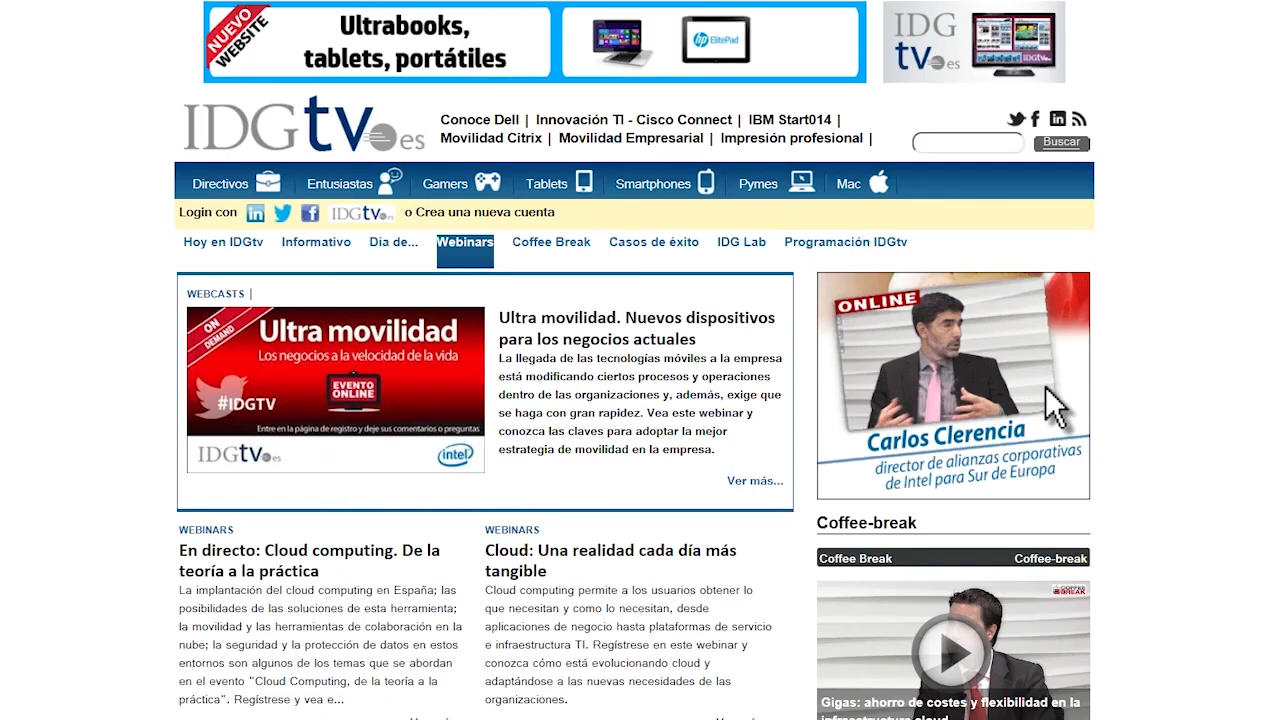 NUEVO
WEBSITE
Ultrabooks,
tablets, portátiles
hp ElitePad
IDG
tv.es
IDGtv.es
Conoce Dell | Innovación TI - Cisco Connect | IBM Start014 |
Movilidad Citrix | Movilidad Empresarial | Impresión profesional |
Buscar
Directivos Entusiastas Gamers Tablets Smartphones Pymes Mac
Login con IDGtv.es o Crea una nueva cuenta
Hoy en IDGtv Informativo Dia de... Webinars Coffee Break Casos de éxito IDG Lab Programación IDGtv
WEBCASTS |
ON
DEMAND
Ultra movilidad
Los negocios a la velocidad de la vida
EVENTO
ONLINE
#IDGTV
Entre en la página de registro y deje sus comentarios o preguntas
IDGtv.es
intel
Ultra movilidad. Nuevos dispositivos
para los negocios actuales
La llegada de las tecnologías móviles a la empresa
está modificando ciertos procesos y operaciones
dentro de las organizaciones y, además, exige que
se haga con gran rapidez. Vea este webinar y
conozca las claves para adoptar la mejor
estrategia de movilidad en la empresa.
Ver más...
ONLINE
Carlos Clerencia
director de alianzas corporativas
de Intel para Sur de Europa
WEBINARS
En directo: Cloud computing. De la
teoría a la práctica
La implantación del cloud computing en España; las
posibilidades de las soluciones de esta herramienta;
la movilidad y las herramientas de colaboración en la
nube; la seguridad y la protección de datos en estos
entornos son algunos de los temas que se abordan
en el evento "Cloud Computing, de la teoría a la
práctica". Regístrese y vea e...
WEBINARS
Cloud: Una realidad cada día más
tangible
Cloud computing permite a los usuarios obtener lo
que necesitan y como lo necesitan, desde
aplicaciones de negocio hasta plataformas de servicio
e infraestructura TI. Regístrese en este webinar y
conozca cómo está evolucionando cloud y
adaptándose a las nuevas necesidades de las
organizaciones.
Coffee-break
Coffee Break Coffee-break
COFFEE
BREAK
Gigas: ahorro de costes y flexibilidad en la
infraestructura cloud